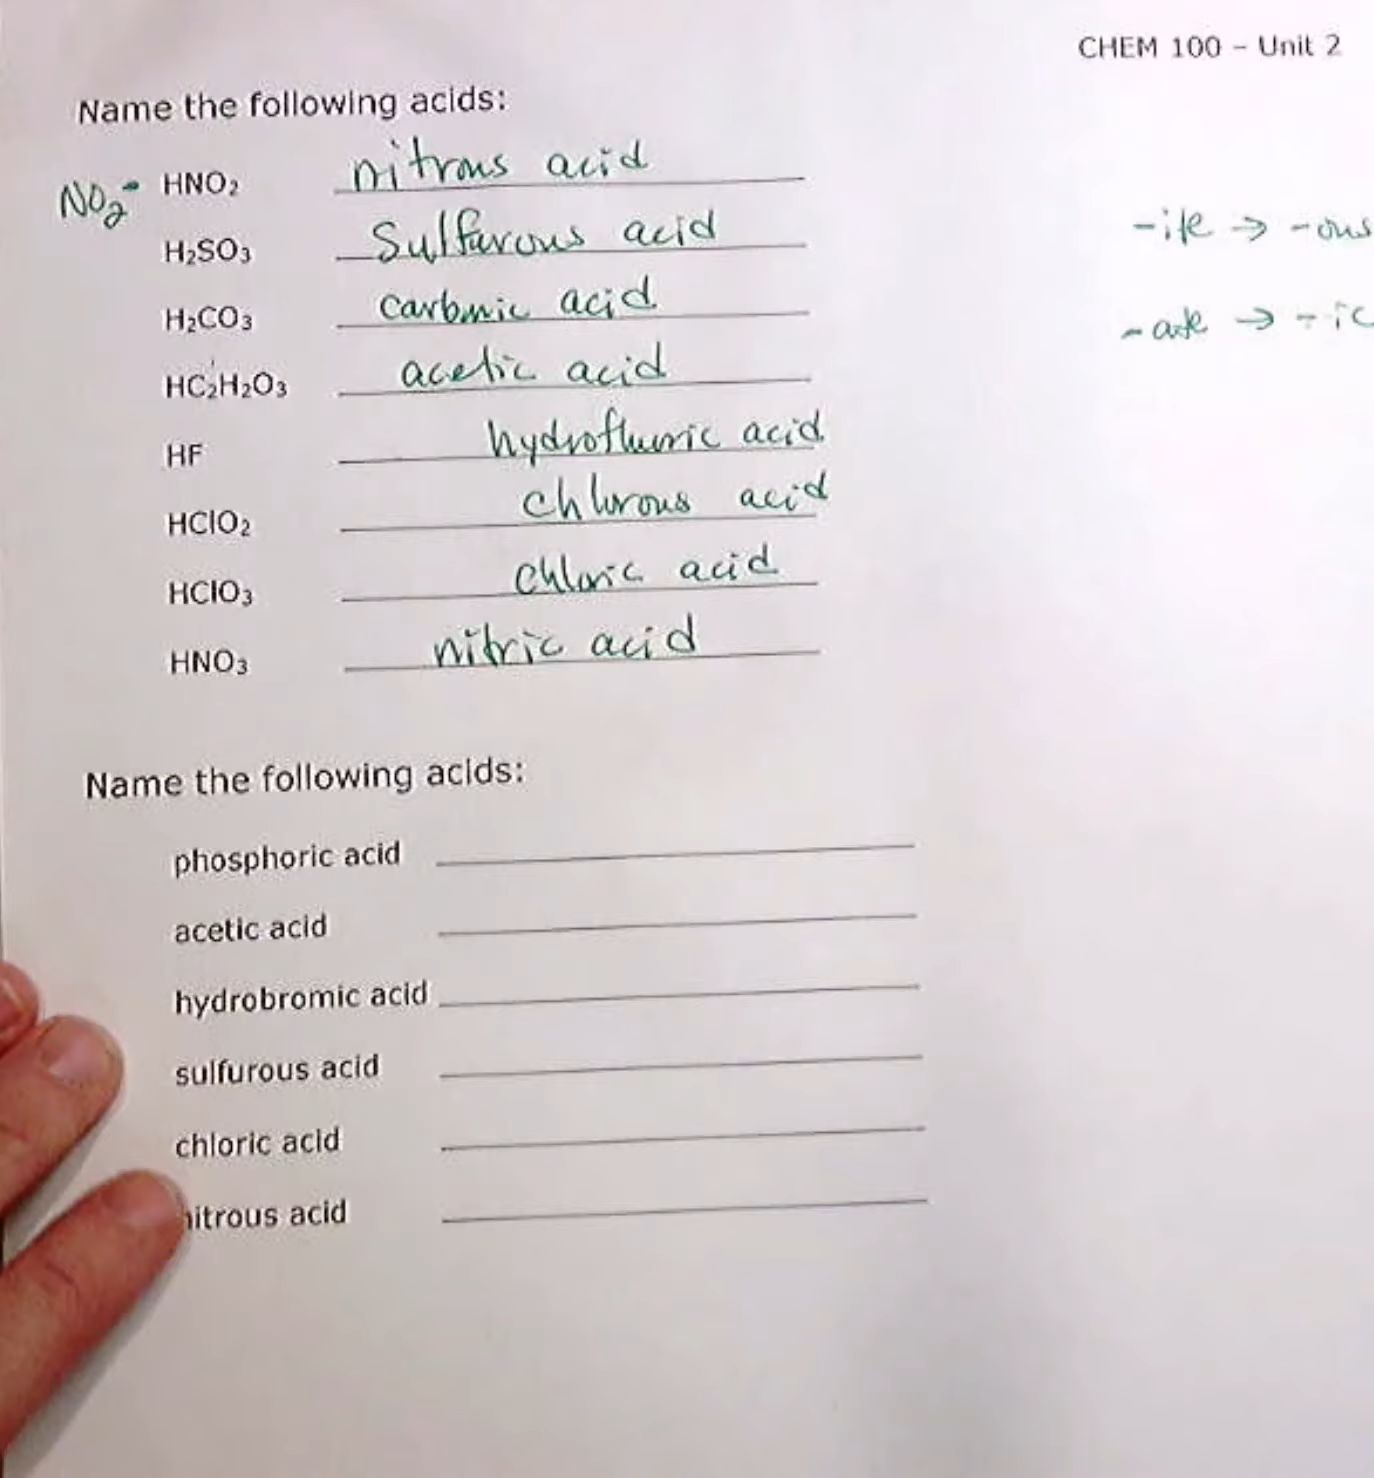 CHEM 100 – Unit 2
Name the following acids:
NO₂⁻ HNO₂ nitrous acid
H₂SO₃ Sulfurous acid
-ite → -ous
H₂CO₃ carbonic acid
-ate → -ic
HC₂H₂O₃ acetic acid
HF hydrofluoric acid
HClO₂ chlorous acid
HClO₃ chloric acid
HNO₃ nitric acid
Name the following acids:
phosphoric acid
acetic acid
hydrobromic acid
sulfurous acid
chloric acid
nitrous acid